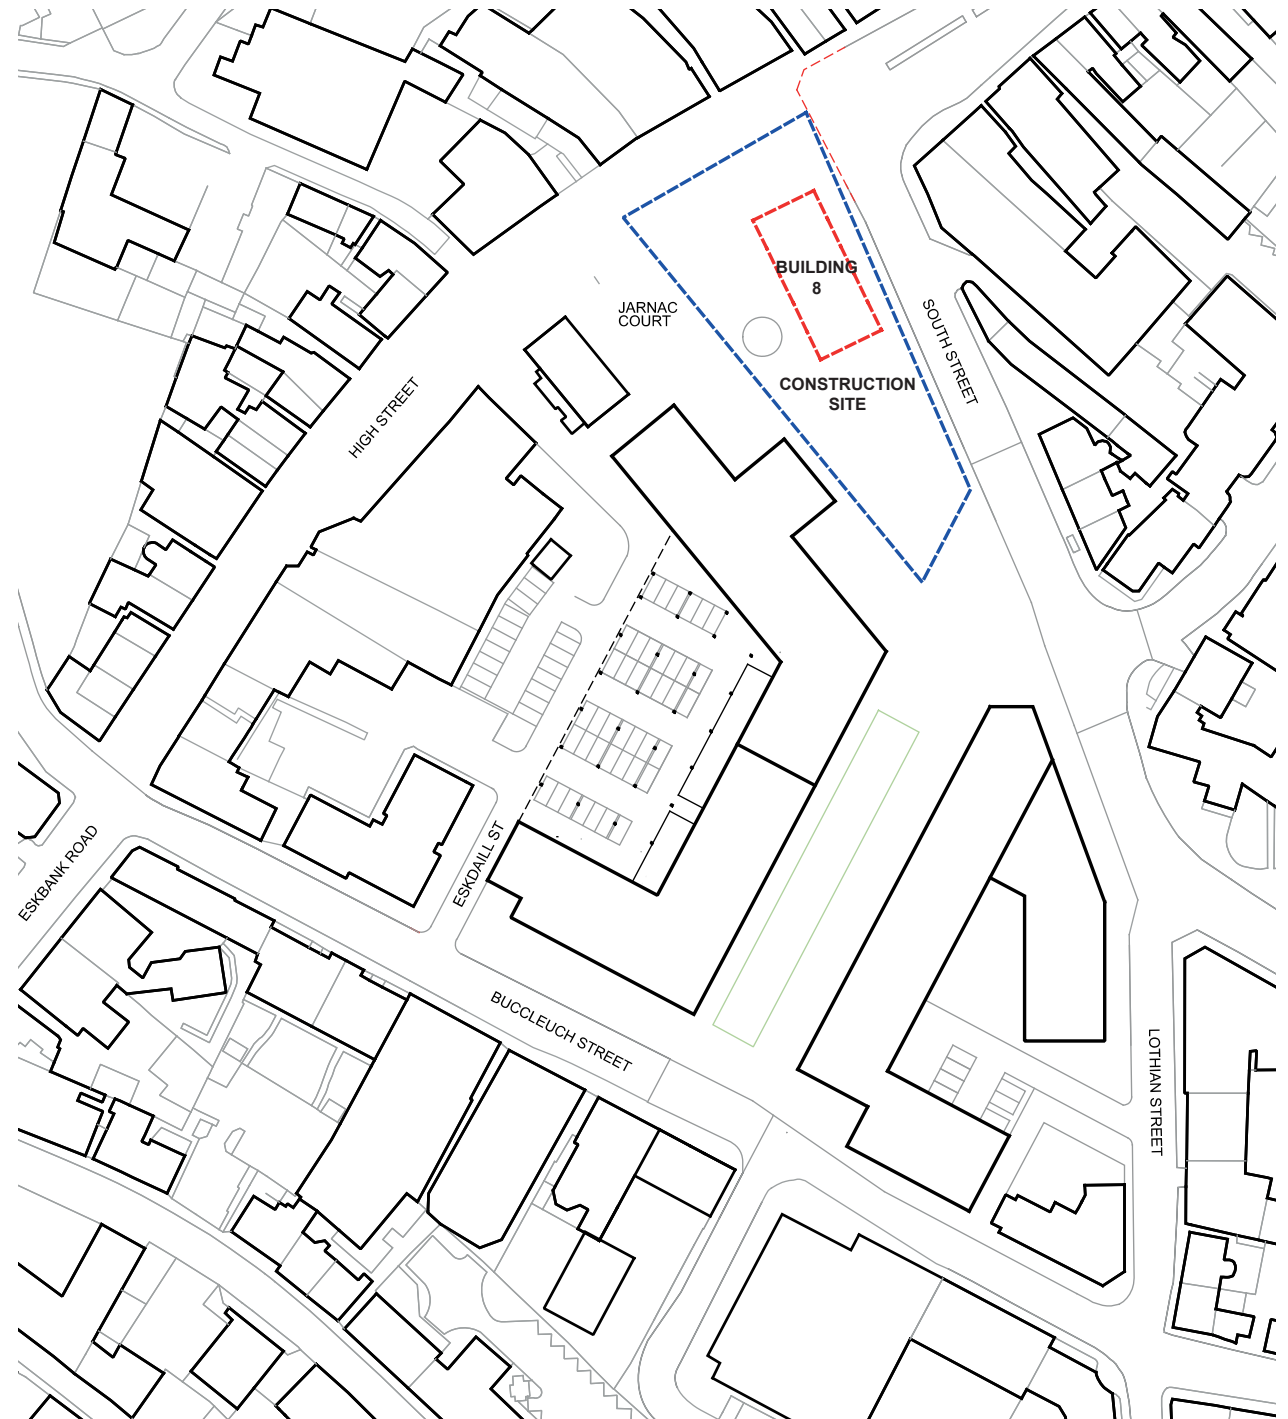 BUILDING
8
JARNAC
COURT
SOUTH STREET
CONSTRUCTION
SITE
HIGH STREET
ESKBANK ROAD
ESKDAILL ST
BUCCLEUCH STREET
LOTHIAN STREET